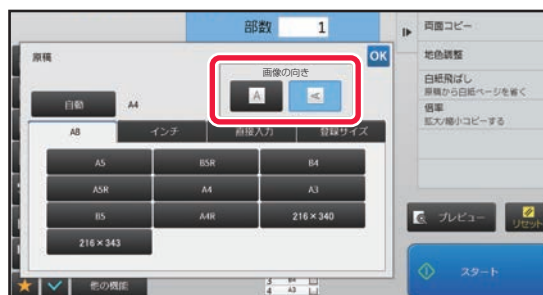 部数 1
両面コピー
原稿
OK
画像の向き
A
A
地色調整
白紙飛ばし
原稿から白紙ページを省く
自動 A4
倍率
拡大/縮小コピーする
AB インチ 直接入力 登録サイズ
A5 B5R B4
A5R A4 A3
B5 A4R 216×340
216×343
プレビュー
リセット
他の機能
スタート
4 A3